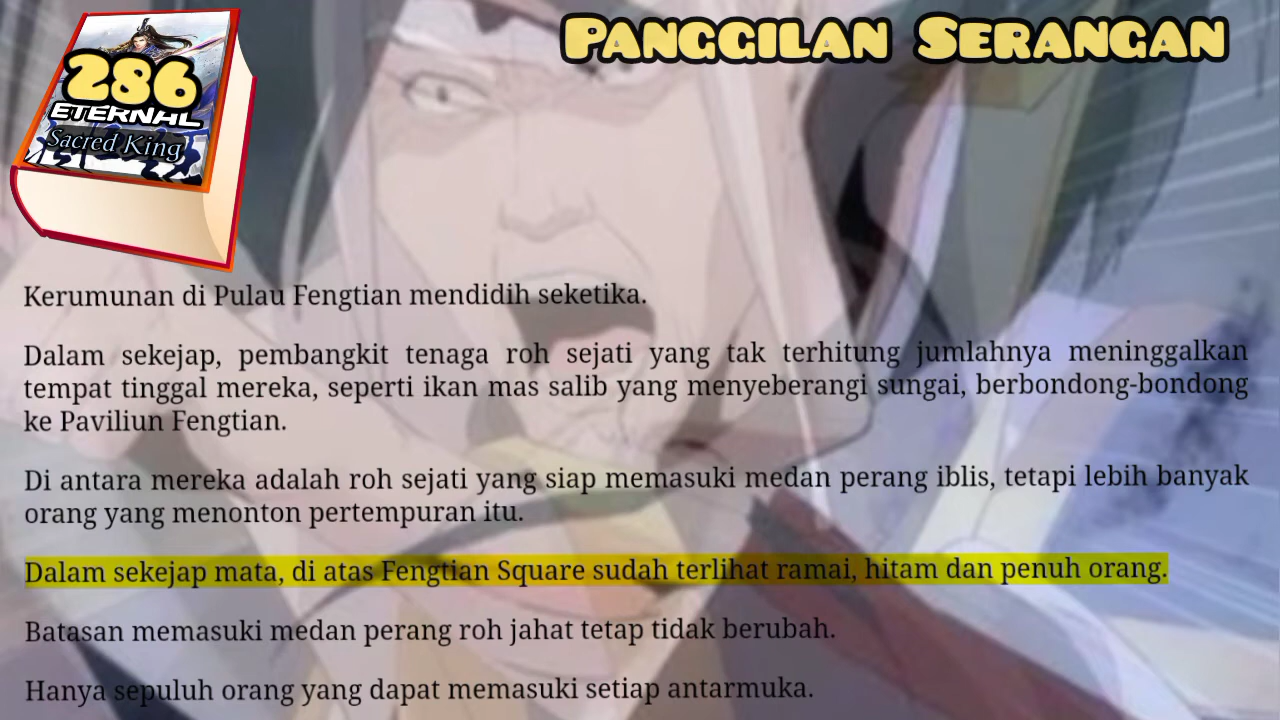 PANGGILAN SERANGAN
286
ETERNAL
Sacred King
Kerumunan di Pulau Fengtian mendidih seketika.
Dalam sekejap, pembangkit tenaga roh sejati yang tak terhitung jumlahnya meninggalkan
tempat tinggal mereka, seperti ikan mas salib yang menyeberangi sungai, berbondong-bondong
ke Paviliun Fengtian.
Di antara mereka adalah roh sejati yang siap memasuki medan perang iblis, tetapi lebih banyak
orang yang menonton pertempuran itu.
Dalam sekejap mata, di atas Fengtian Square sudah terlihat ramai, hitam dan penuh orang.
Batasan memasuki medan perang roh jahat tetap tidak berubah.
Hanya sepuluh orang yang dapat memasuki setiap antarmuka.